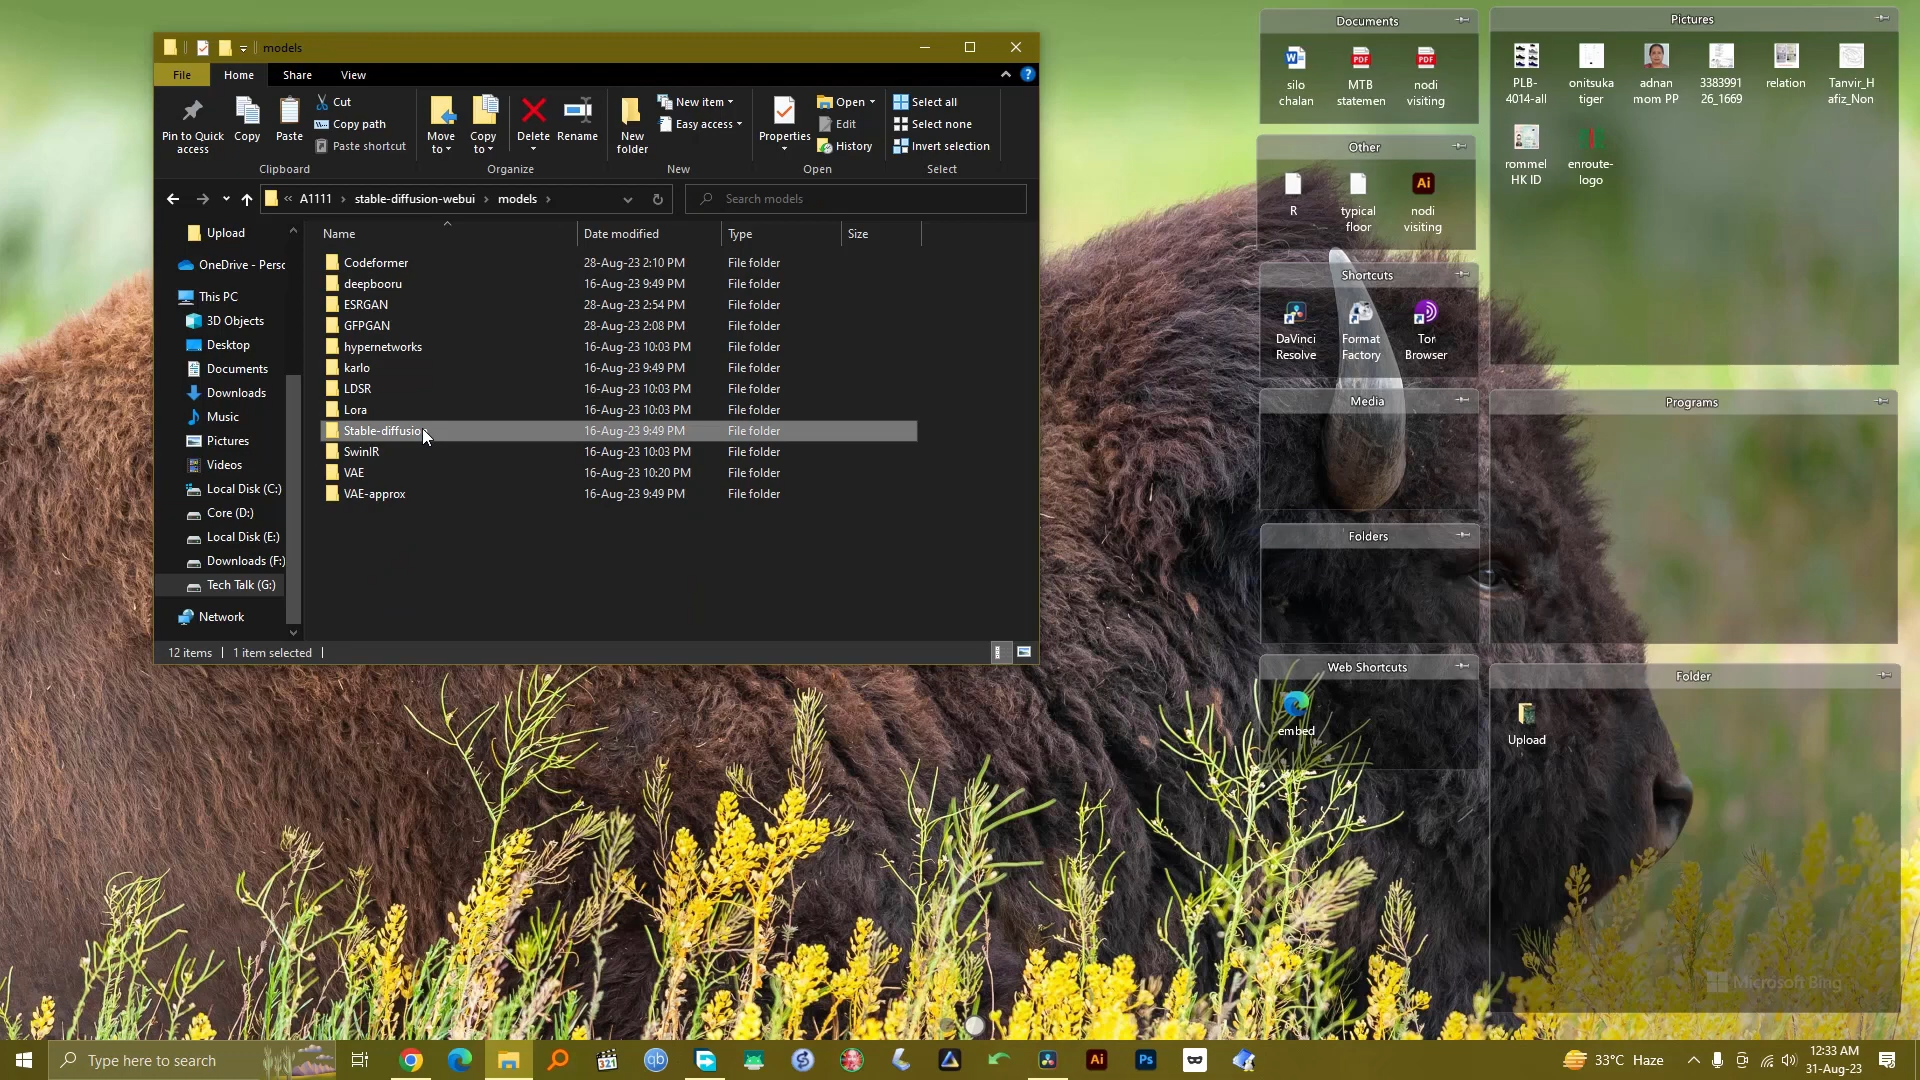 models
File
Home
Share
View
Pin to Quick access
Copy
Paste
Cut
Copy path
Paste shortcut
Clipboard
Move to
Copy to
Delete
Rename
Organize
New folder
New item
Easy access
New
Properties
Open
Edit
History
Open
Select all
Select none
Invert selection
Select
« A1111 › stable-diffusion-webui › models ›
Search models
Upload
OneDrive - Perso
This PC
3D Objects
Desktop
Documents
Downloads
Music
Pictures
Videos
Local Disk (C:)
Core (D:)
Local Disk (E:)
Downloads (F:)
Tech Talk (G:)
Network
Name Date modified Type Size
Codeformer 28-Aug-23 2:10 PM File folder
deepbooru 16-Aug-23 9:49 PM File folder
ESRGAN 28-Aug-23 2:54 PM File folder
GFPGAN 28-Aug-23 2:08 PM File folder
hypernetworks 16-Aug-23 10:03 PM File folder
karlo 16-Aug-23 9:49 PM File folder
LDSR 16-Aug-23 10:03 PM File folder
Lora 16-Aug-23 10:03 PM File folder
Stable-diffusion 16-Aug-23 9:49 PM File folder
SwinIR 16-Aug-23 10:03 PM File folder
VAE 16-Aug-23 10:20 PM File folder
VAE-approx 16-Aug-23 9:49 PM File folder
12 items
1 item selected
Documents
silo chalan
MTB statemen
nodi visiting
Other
R
typical floor
nodi visiting
Shortcuts
DaVinci Resolve
Format Factory
Tor Browser
Media
Folders
Web Shortcuts
embed
Pictures
PLB-4014-all
onitsuka tiger
adnan mom PP
3383991 26_1669
relation
Tanvir_H afiz_Non
rommel HK ID
enroute-logo
Programs
Folder
Upload
Microsoft Bing
Type here to search
33°C Haze
12:33 AM
31-Aug-23